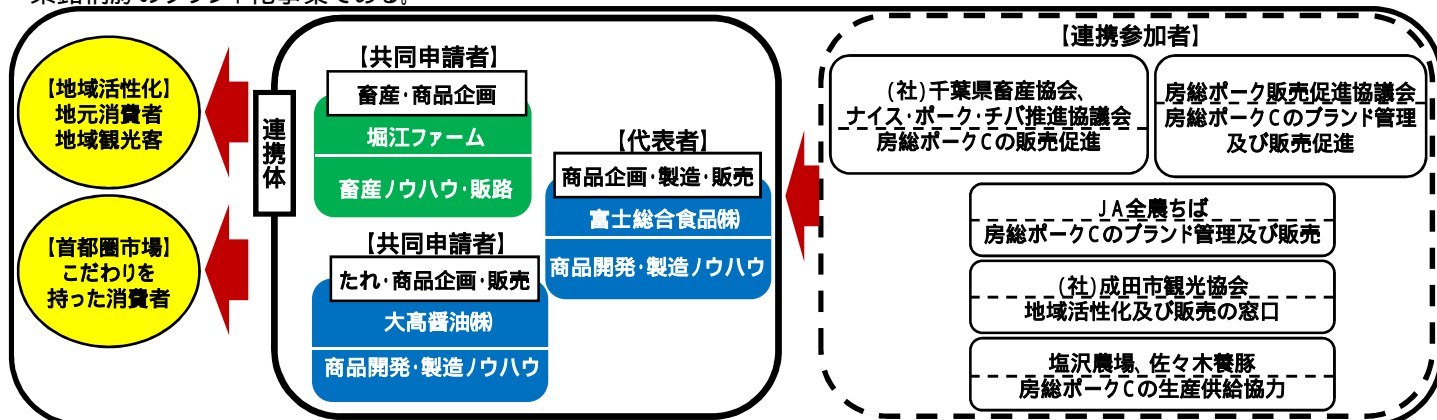 【地域活性化】
地元消費者
地域観光客
【首都圏市場】
こだわりを
持った消費者
連携体
【共同申請者】
畜産・商品企画
堀江ファーム
畜産ノウハウ・販路
【共同申請者】
たれ・商品企画・販売
大髙醤油㈱
商品開発・製造ノウハウ
【代表者】
商品企画・製造・販売
富士総合食品㈱
商品開発・製造ノウハウ
【連携参加者】
(社)千葉県畜産協会、
ナイス・ポーク・チバ推進協議会
房総ポークCの販売促進
房総ポーク販売促進協議会
房総ポークCのブランド管理
及び販売促進
JA全農ちば
房総ポークCのブランド管理及び販売
(社)成田市観光協会
地域活性化及び販売の窓口
塩沢農場、佐々木養豚
房総ポークCの生産供給協力